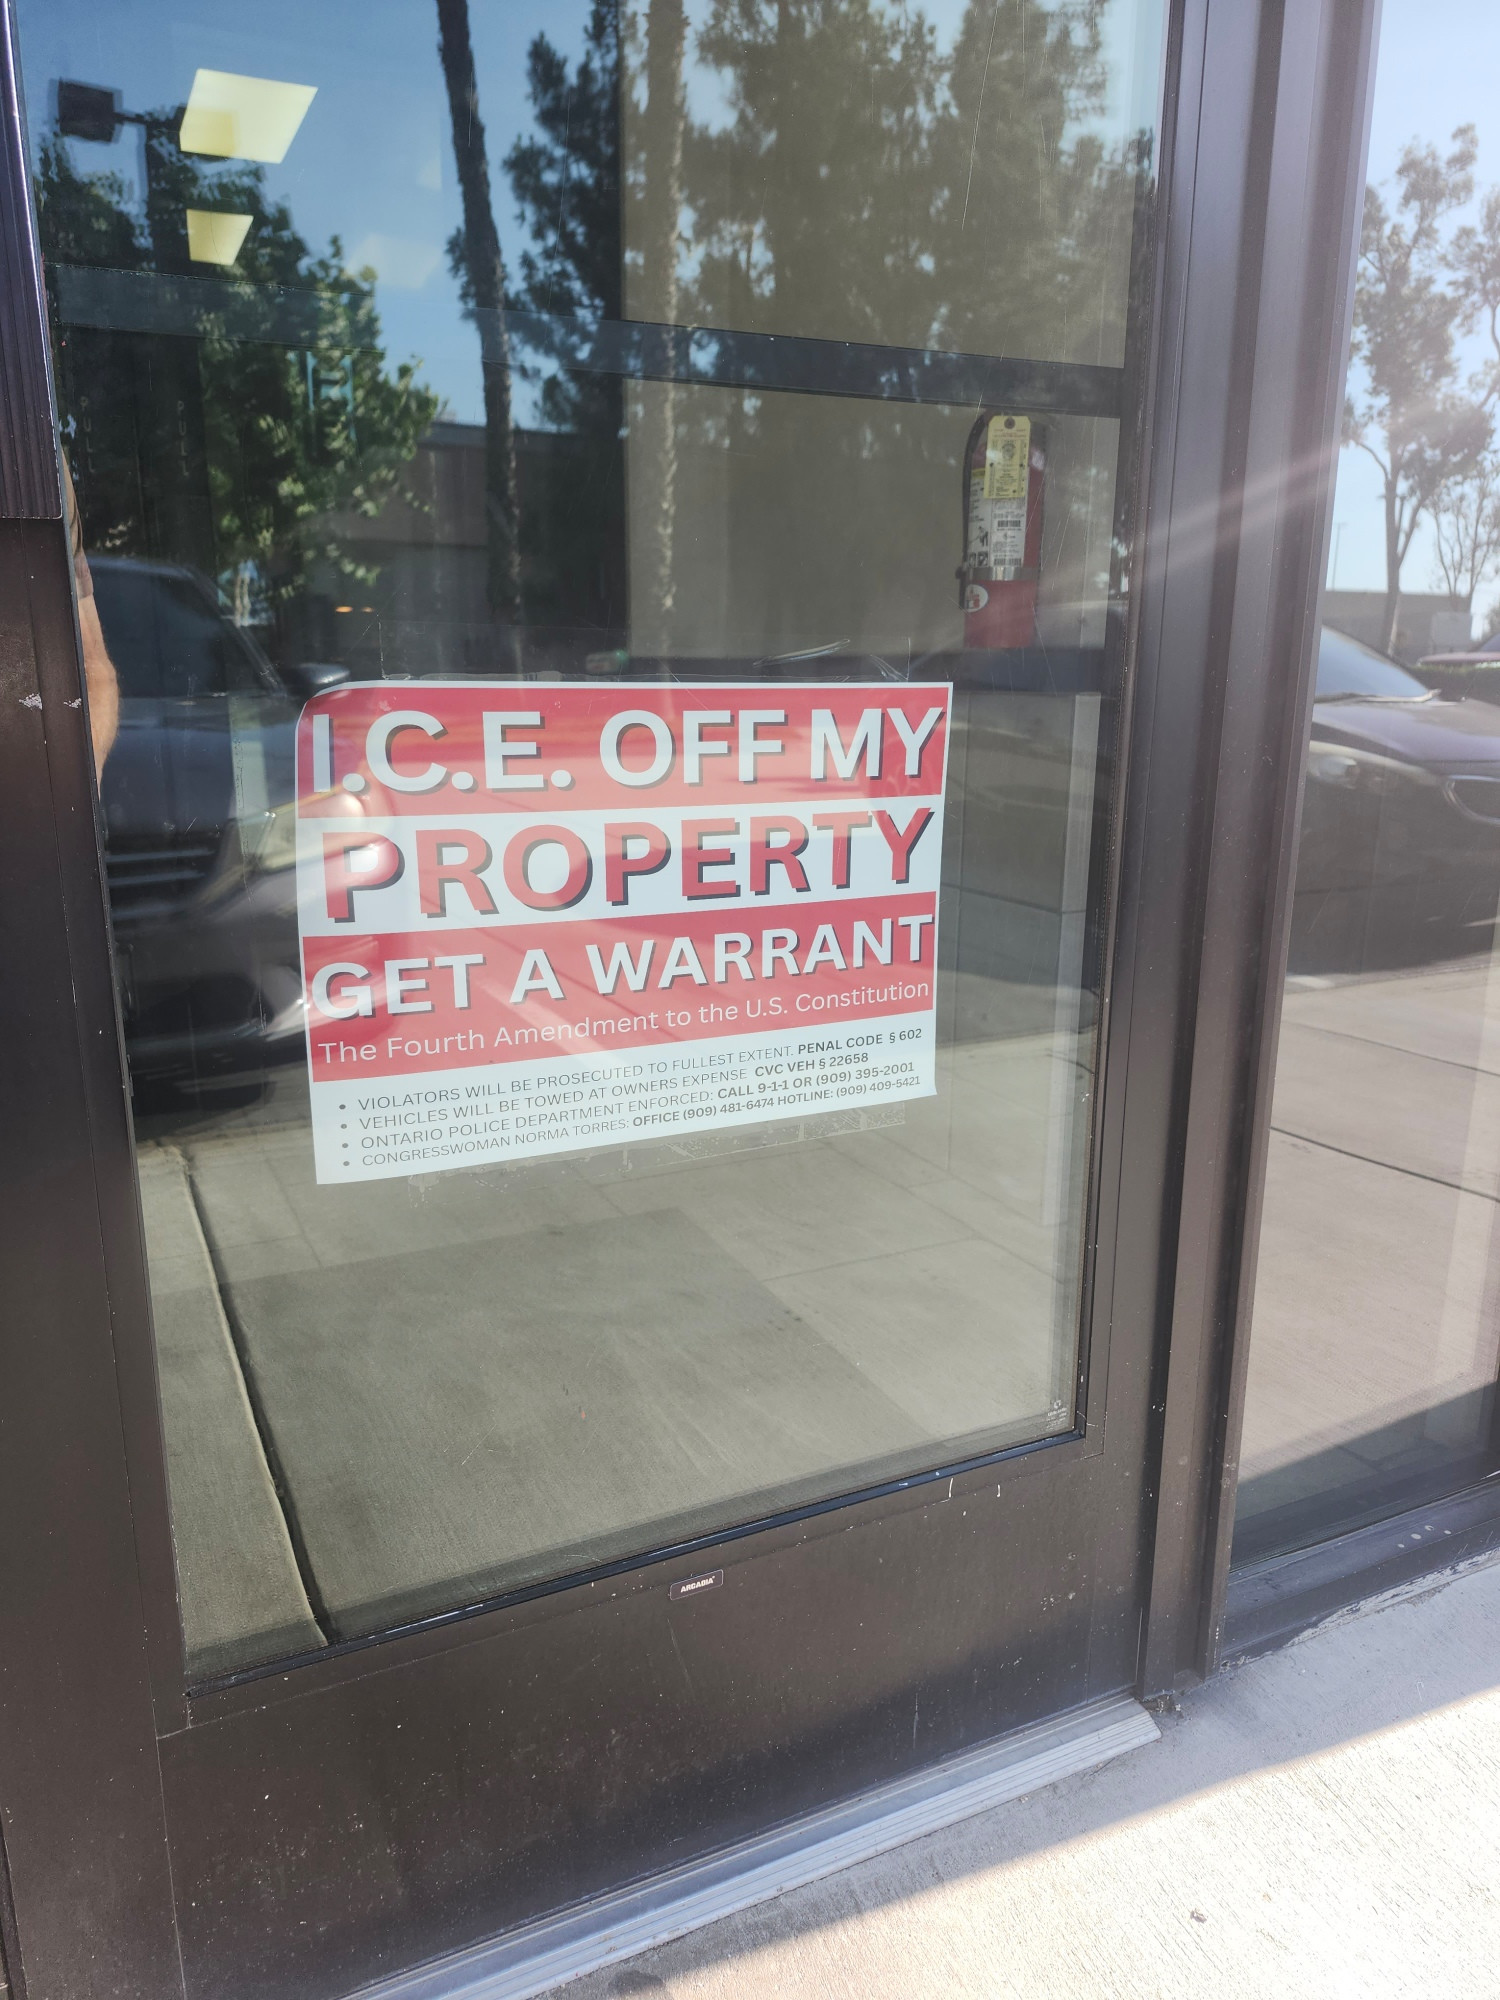 I.C.E. OFF MY
PROPERTY
GET A WARRANT
The Fourth Amendment to the U.S. Constitution
• VIOLATORS WILL BE PROSECUTED TO FULLEST EXTENT. PENAL CODE § 602
• VEHICLES WILL BE TOWED AT OWNERS EXPENSE CVC VEH § 22658
• ONTARIO POLICE DEPARTMENT ENFORCED: CALL 9-1-1 OR (909) 395-2001
• CONGRESSWOMAN NORMA TORRES: OFFICE (909) 481-6474 HOTLINE: (909) 409-5421
ARCADIA
PULL
PULL